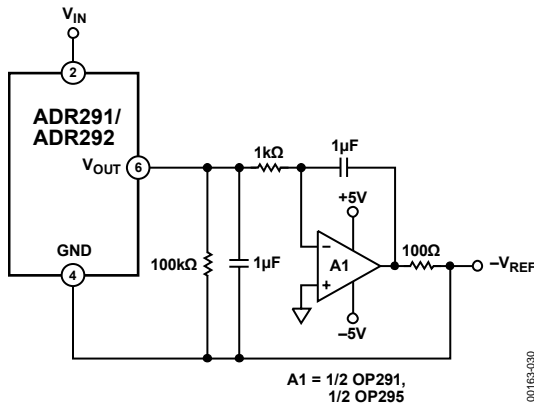 V_IN
2
ADR291/
ADR292
V_OUT 6
GND
4
1kΩ
1µF
+5V
100kΩ
1µF
–
A1
+
100Ω
–V_REF
–5V
A1 = 1/2 OP291,
1/2 OP295
00163-030